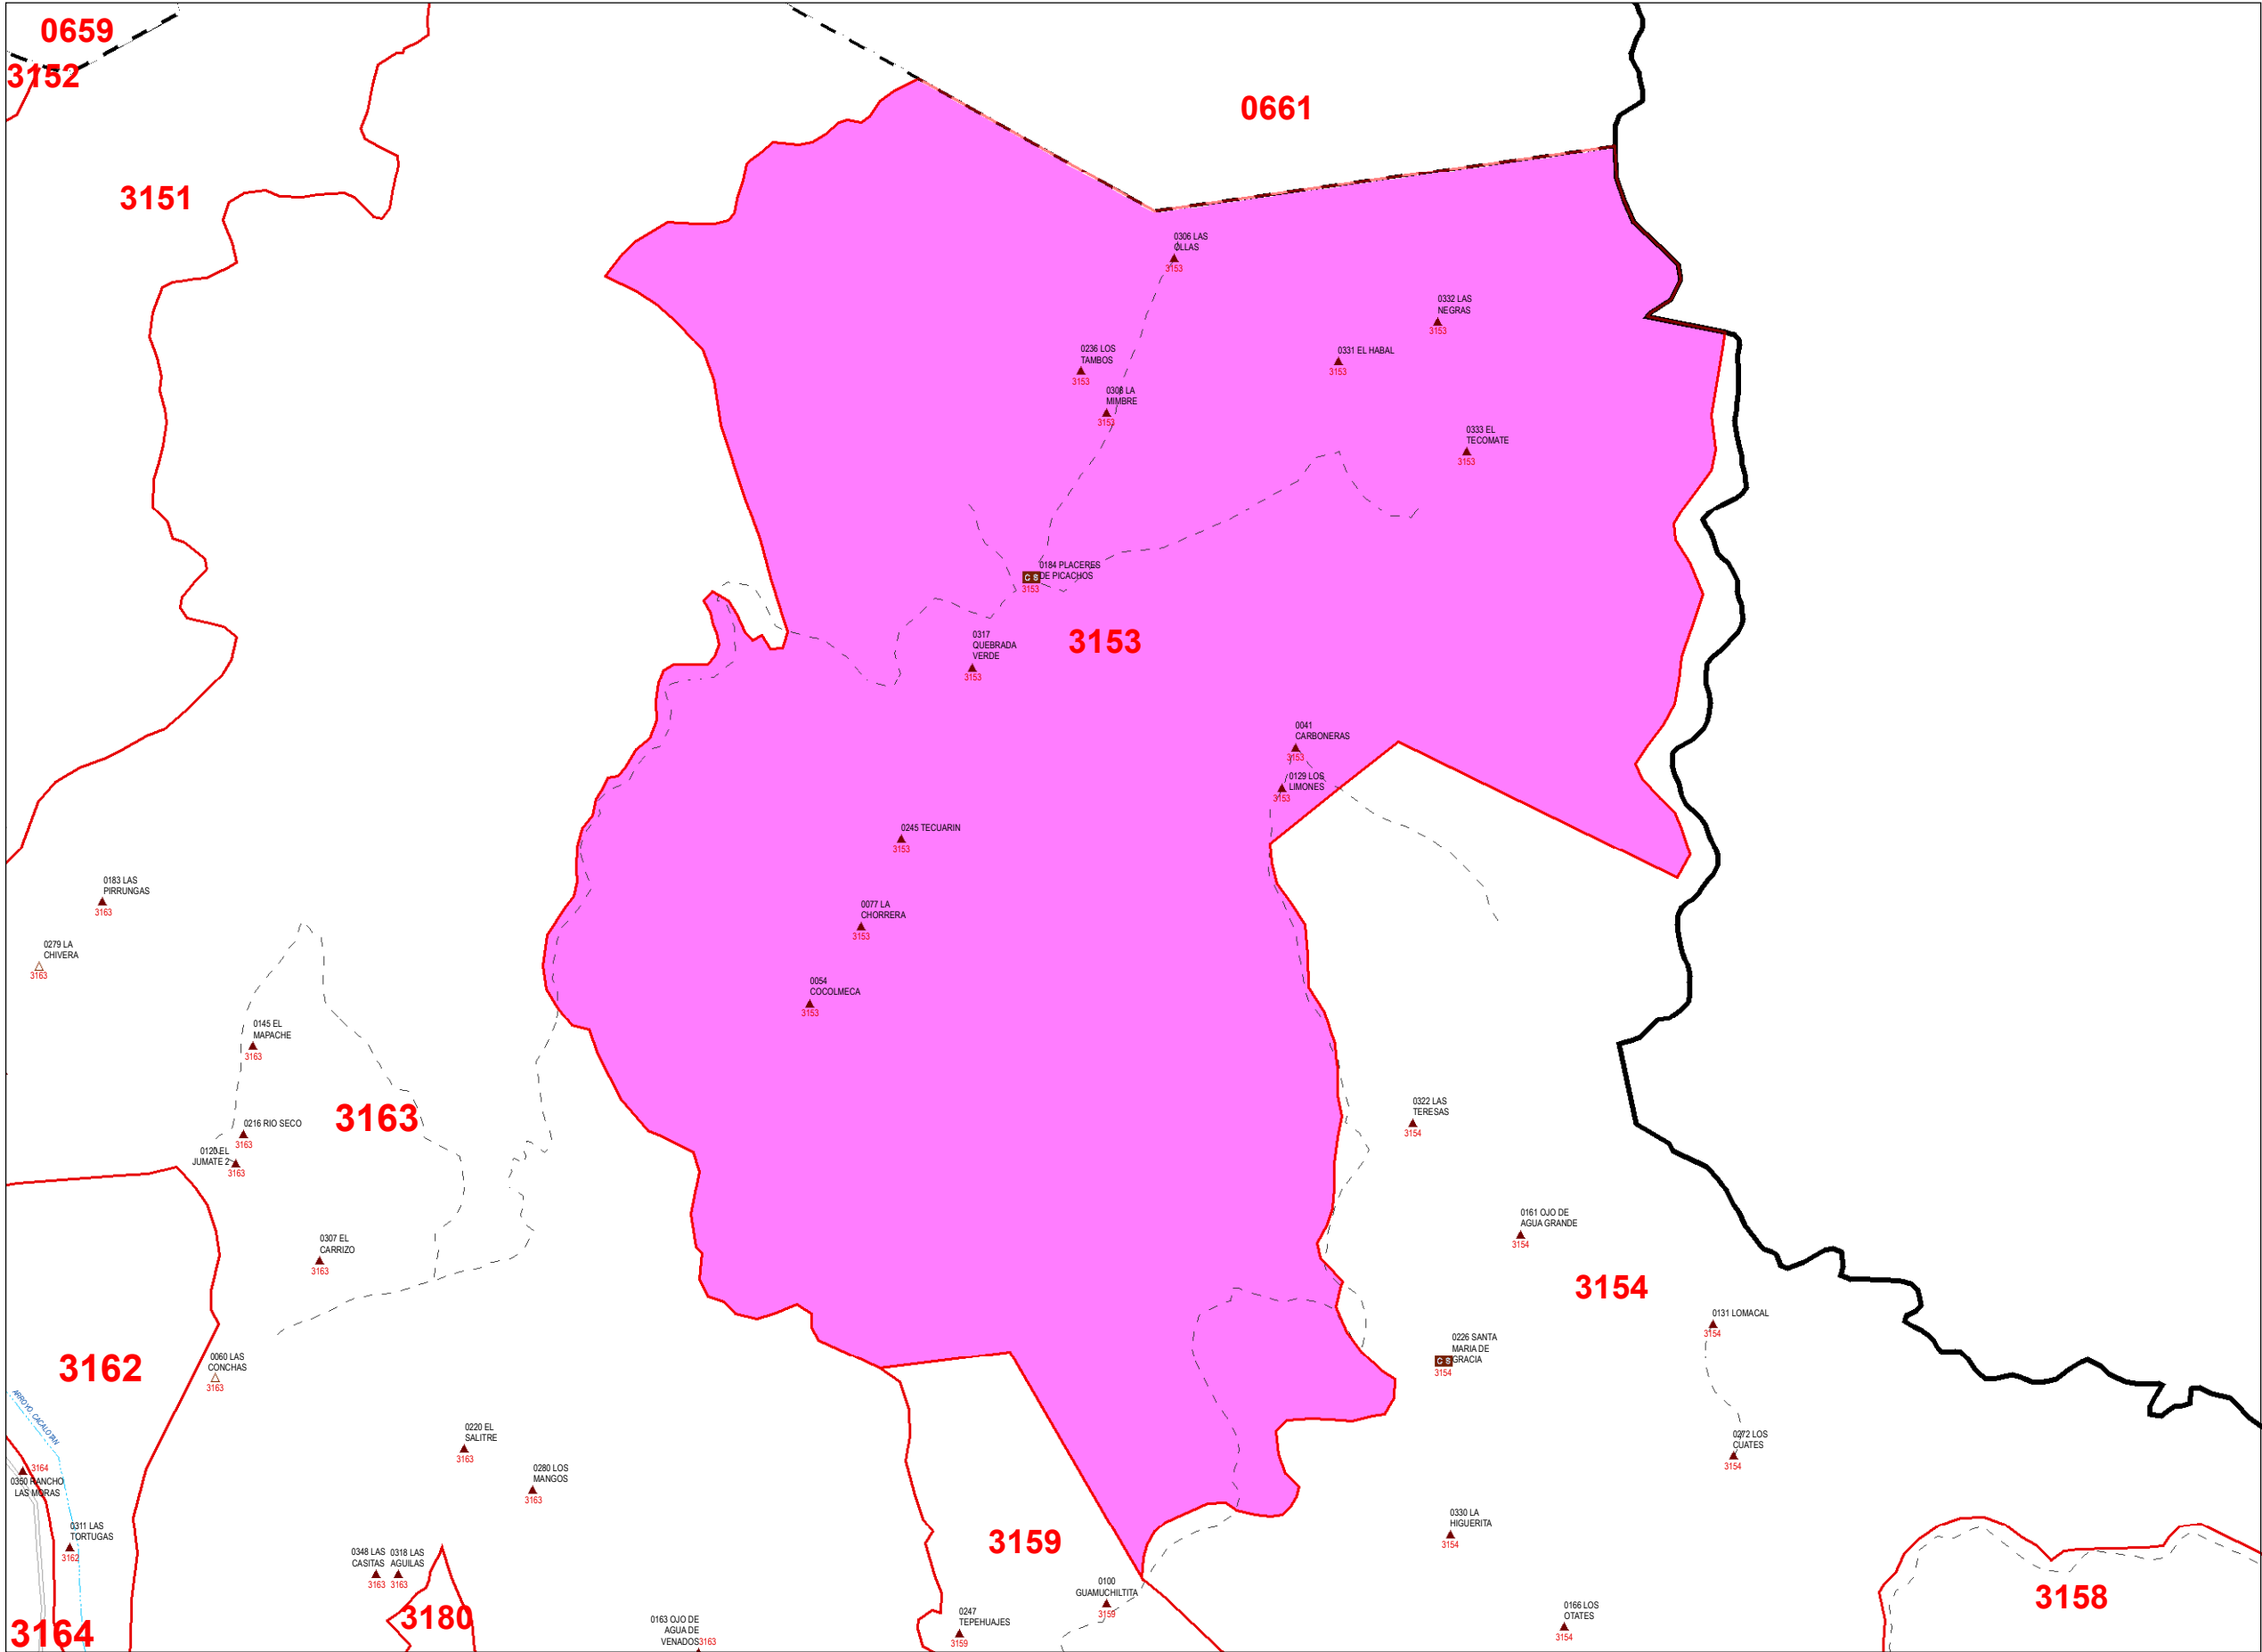 0659
3152
0661
3151
0306 LAS
OLLAS
3153
0332 LAS
NEGRAS
3153
0236 LOS
TAMBOS
3153
0331 EL HABAL
3153
0308 LA
MIMBRE
3153
0333 EL
TECOMATE
3153
0184 PLACERES
DE PICACHOS
C S
3153
3153
0317
QUEBRADA
VERDE
3153
0041
CARBONERAS
3153
0129 LOS
LIMONES
3153
0245 TECUARIN
3153
0183 LAS
PIRRUNGAS
3163
0077 LA
CHORRERA
3153
0279 LA
CHIVERA
3163
0054
COCOLMECA
3153
0145 EL
MAPACHE
3163
3163
0322 LAS
TERESAS
3154
0216 RIO SECO
3163
0120 EL
JUMATE 2
3163
0161 OJO DE
AGUA GRANDE
3154
0307 EL
CARRIZO
3163
3154
0131 LOMACAL
3154
0226 SANTA
MARIA DE
GRACIA
C S
3154
3162
0060 LAS
CONCHAS
3163
ARROYO CACALOTAN
0220 EL
SALITRE
3163
0272 LOS
CUATES
3154
3164
0350 RANCHO
LAS MORAS
0280 LOS
MANGOS
3163
0311 LAS
TORTUGAS
3162
0330 LA
HIGUERITA
3154
3159
0348 LAS
CASITAS
3163
0318 LAS
AGUILAS
3163
0100
GUAMUCHILTITA
3159
3158
3164
3180
0163 OJO DE
AGUA DE
VENADOS
3163
0247
TEPEHUAJES
3159
0166 LOS
OTATES
3154